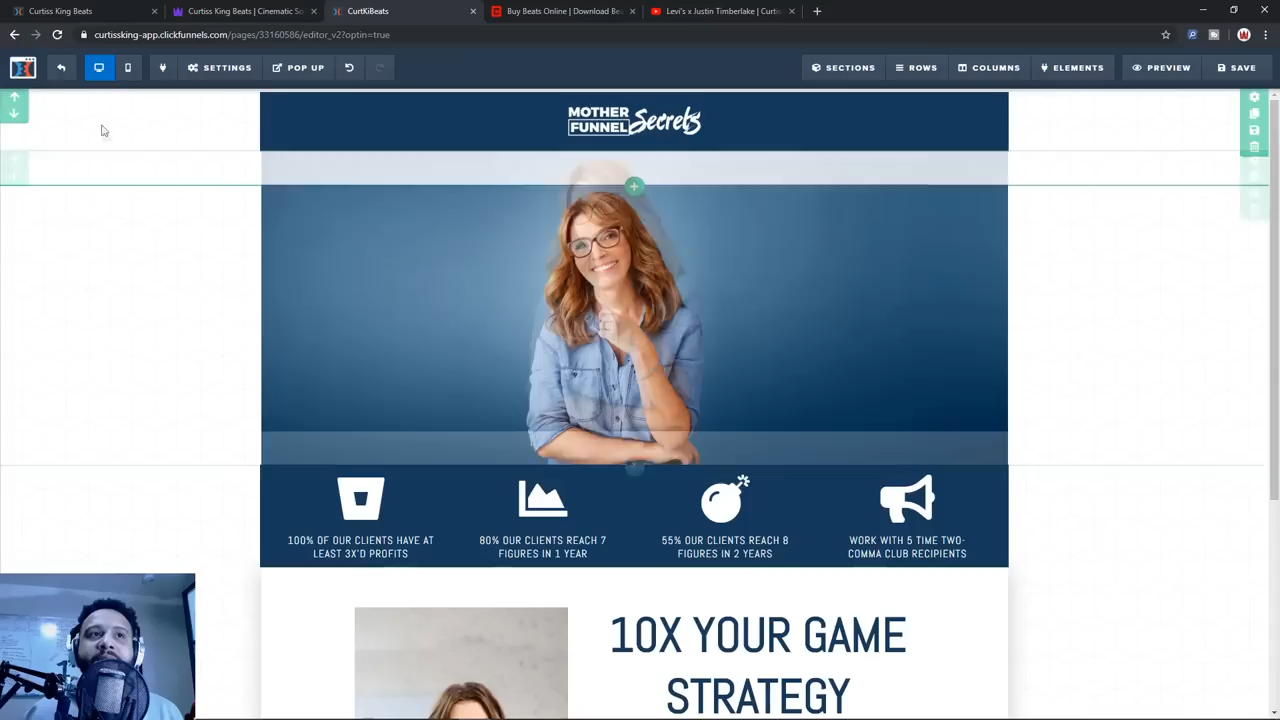 Curtiss King Beats
Curtiss King Beats | Cinematic So
CurtKiBeats
Buy Beats Online | Download Be
Levi's x Justin Timberlake | Curtis
curtissking-app.clickfunnels.com/pages/33160586/editor_v2?optin=true
SETTINGS
POP UP
SECTIONS
ROWS
COLUMNS
ELEMENTS
PREVIEW
SAVE
MOTHER
FUNNEL Secrets
100% OF OUR CLIENTS HAVE AT
LEAST 3X'D PROFITS
80% OUR CLIENTS REACH 7
FIGURES IN 1 YEAR
55% OUR CLIENTS REACH 8
FIGURES IN 2 YEARS
WORK WITH 5 TIME TWO-
COMMA CLUB RECIPIENTS
10X YOUR GAME
STRATEGY